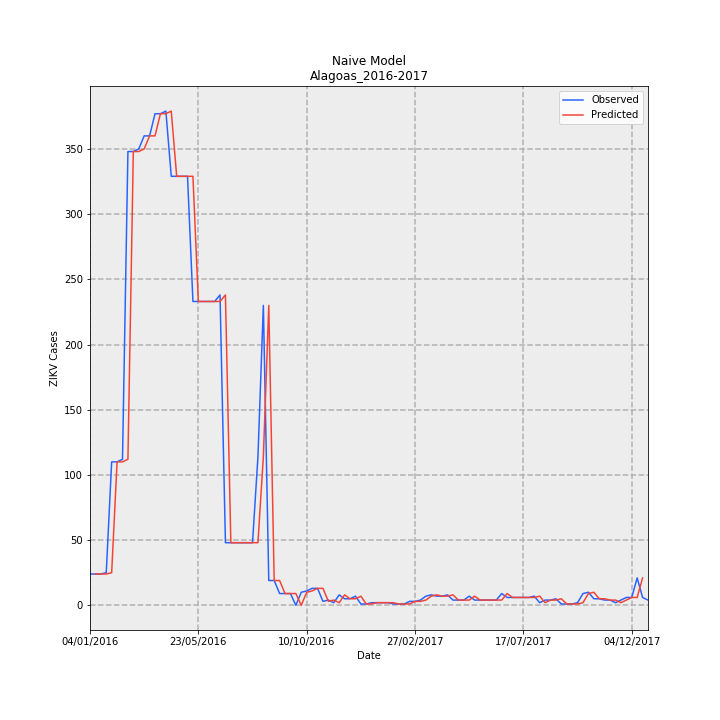 Naive Model
Alagoas_2016-2017
Observed
Predicted
350
300
250
200
150
100
50
0
ZIKV Cases
04/01/2016
23/05/2016
10/10/2016
27/02/2017
17/07/2017
04/12/2017
Date